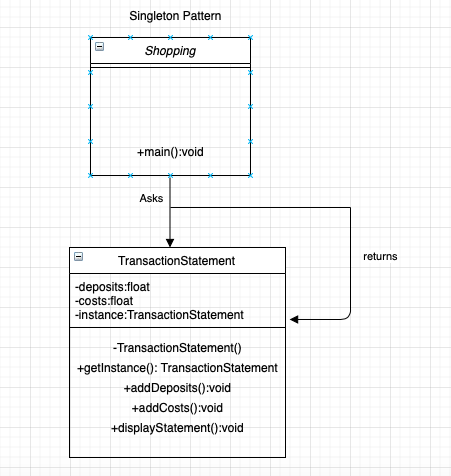 Singleton Pattern
Shopping
+main():void
Asks
returns
TransactionStatement
-deposits:float
-costs:float
-instance:TransactionStatement
-TransactionStatement()
+getInstance(): TransactionStatement
+addDeposits():void
+addCosts():void
+displayStatement():void